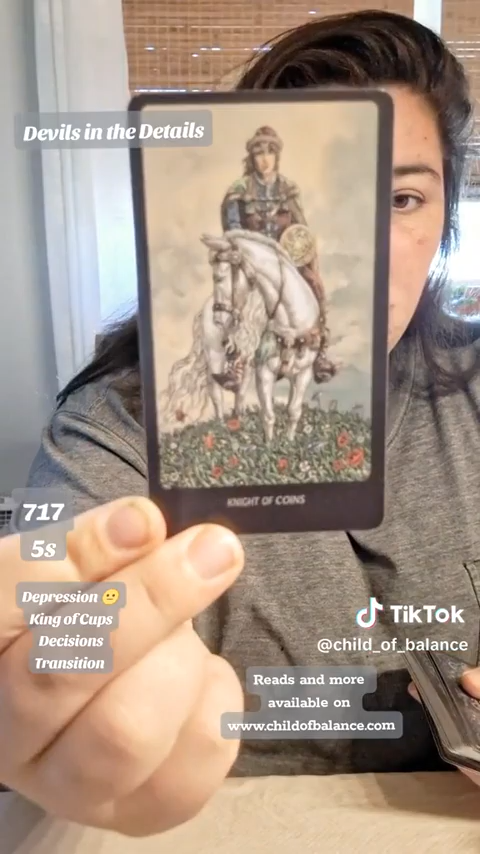 Devils in the Details
KNIGHT OF COINS
717
5s
Depression 😐
King of Cups
Decisions
Transition
TikTok
@child_of_balance
Reads and more
available on
www.childofbalance.com